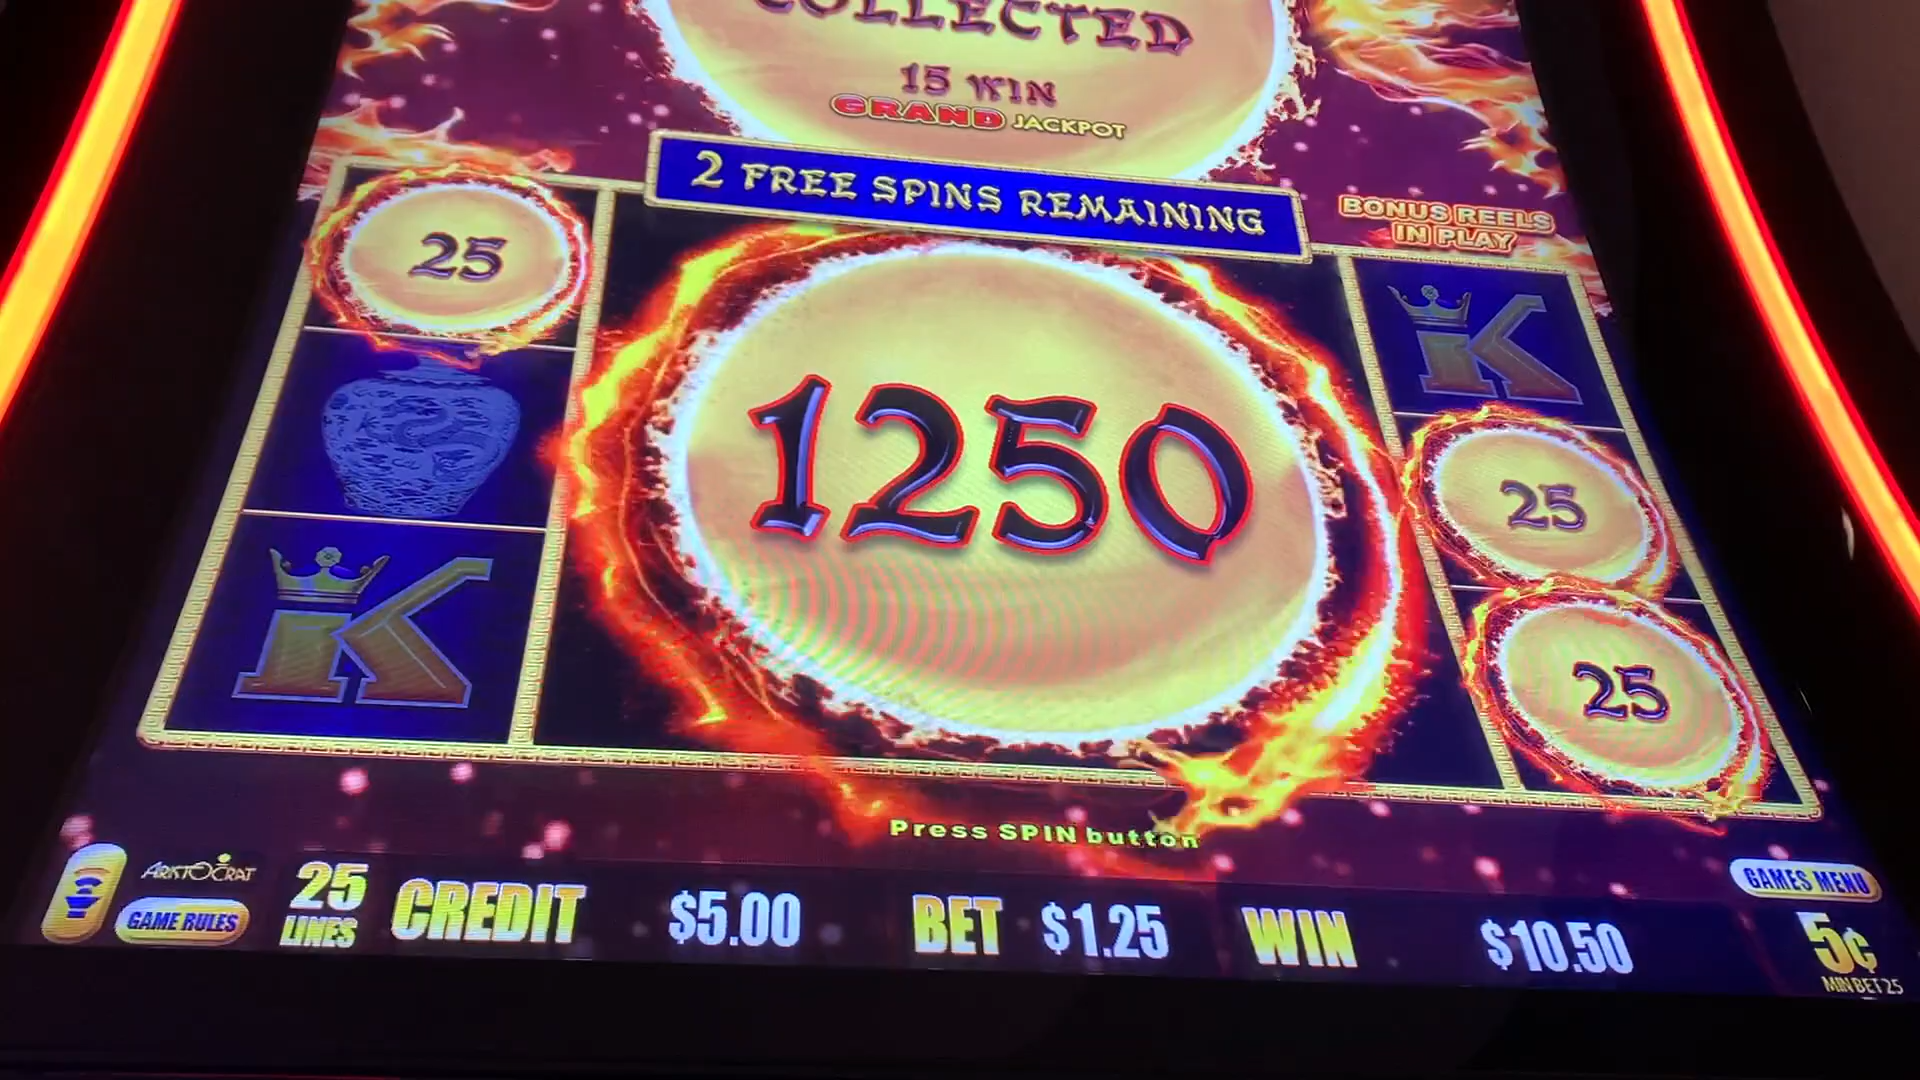 COLLECTED
15 WIN
GRAND JACKPOT
2 FREE SPINS REMAINING
BONUS REELS
IN PLAY
25
K
1250
25
25
K
Press SPIN button
ARISTOCRAT
GAME RULES
25
LINES
CREDIT $5.00 BET $1.25 WIN $10.50
GAMES MENU
5¢
MIN BET 25